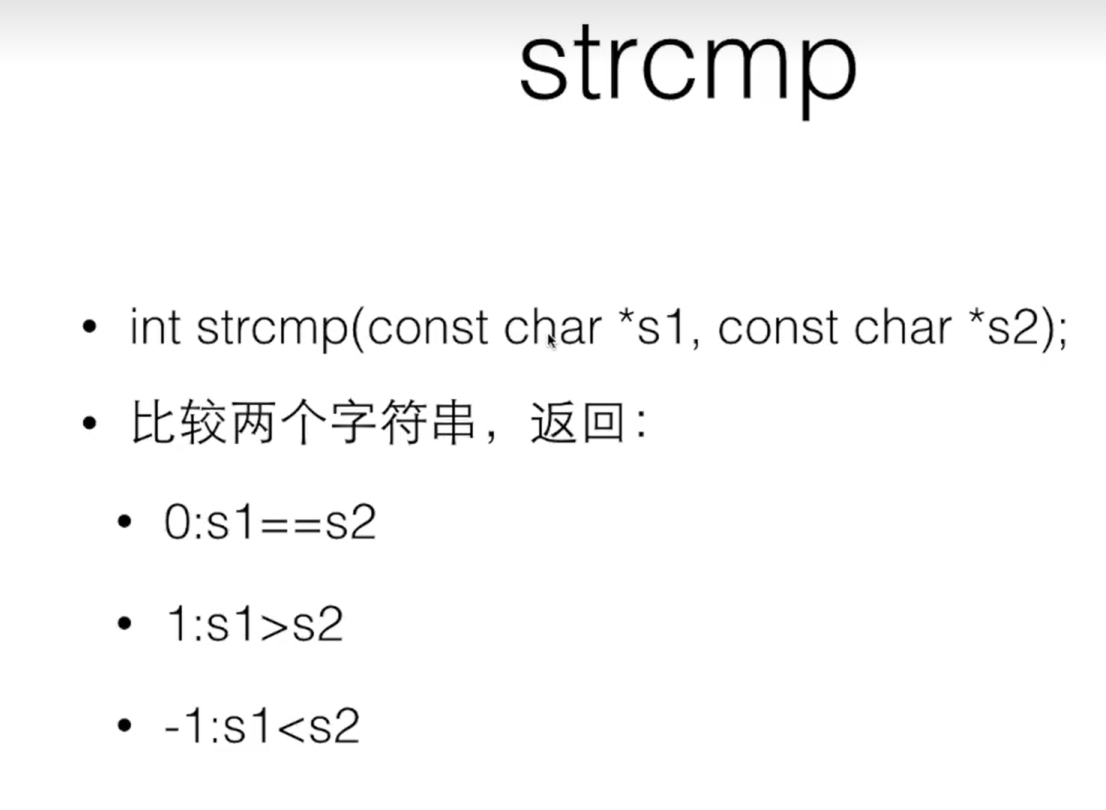 strcmp
• int strcmp(const char *s1, const char *s2);
• 比较两个字符串，返回：
• 0:s1==s2
• 1:s1>s2
• -1:s1<s2